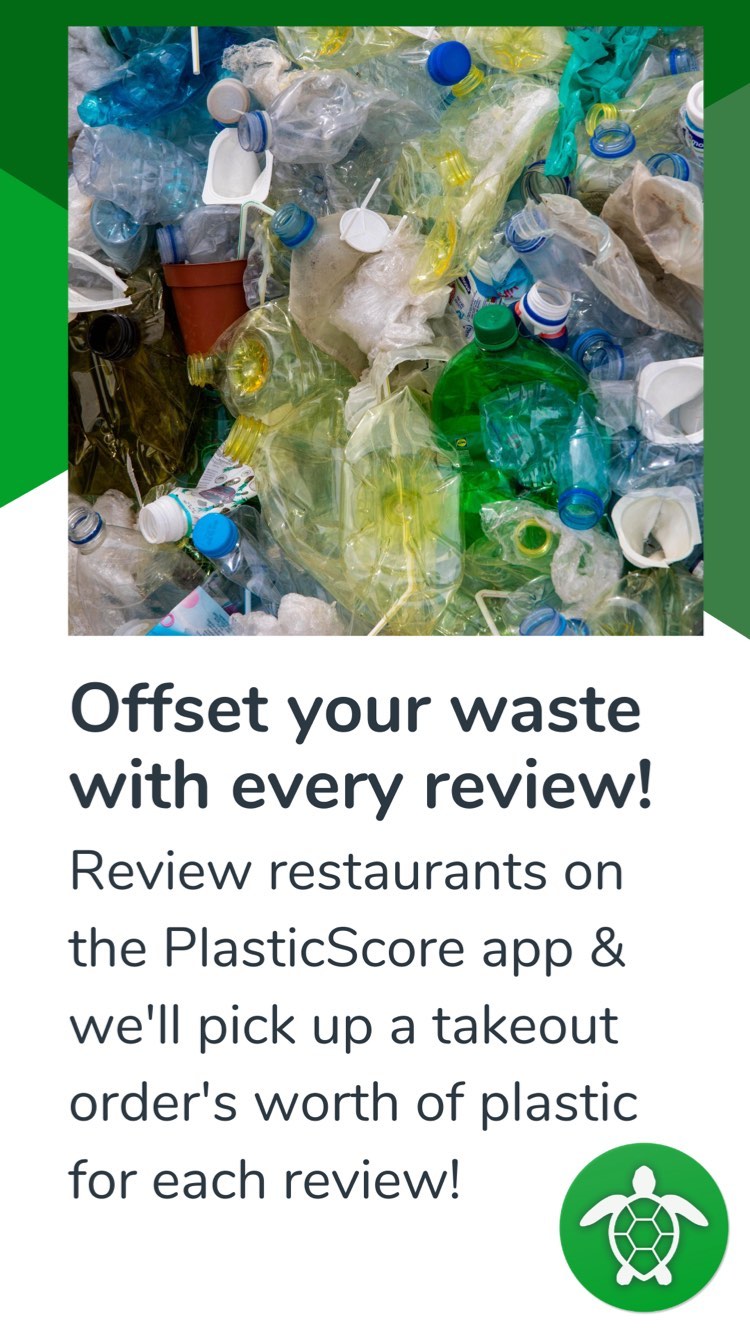 Offset your waste
with every review!
Review restaurants on
the PlasticScore app &
we'll pick up a takeout
order's worth of plastic
for each review!